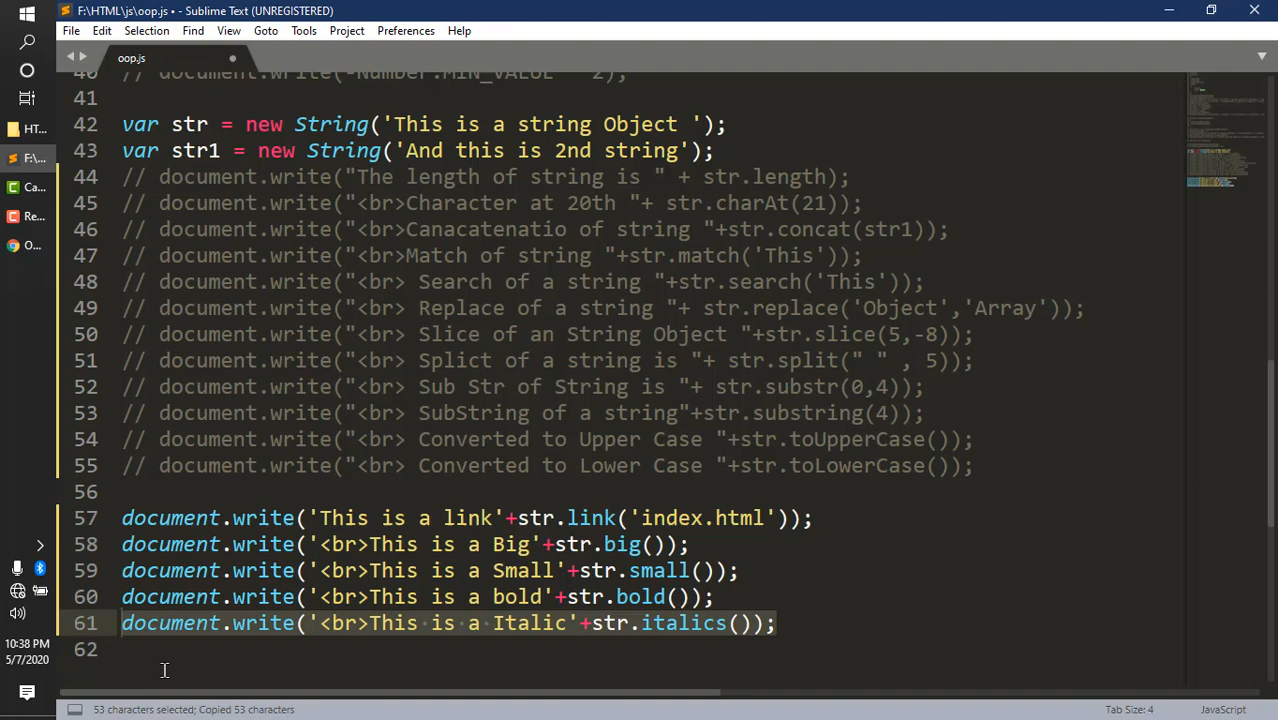 F:\HTML\js\oop.js • - Sublime Text (UNREGISTERED)
File Edit Selection Find View Goto Tools Project Preferences Help
oop.js
40 // document.write(-Number.MIN_VALUE 2);
41
42 var str = new String('This is a string Object ');
43 var str1 = new String('And this is 2nd string');
44 // document.write("The length of string is " + str.length);
45 // document.write("<br>Character at 20th "+ str.charAt(21));
46 // document.write("<br>Canacatenatio of string "+str.concat(str1));
47 // document.write("<br>Match of string "+str.match('This'));
48 // document.write("<br> Search of a string "+str.search('This'));
49 // document.write("<br> Replace of a string "+ str.replace('Object','Array'));
50 // document.write("<br> Slice of an String Object "+str.slice(5,-8));
51 // document.write("<br> Splict of a string is "+ str.split(" " , 5));
52 // document.write("<br> Sub Str of String is "+ str.substr(0,4));
53 // document.write("<br> SubString of a string"+str.substring(4));
54 // document.write("<br> Converted to Upper Case "+str.toUpperCase());
55 // document.write("<br> Converted to Lower Case "+str.toLowerCase());
56
57 document.write('This is a link'+str.link('index.html'));
58 document.write('<br>This is a Big'+str.big());
59 document.write('<br>This is a Small'+str.small());
60 document.write('<br>This is a bold'+str.bold());
61 document.write('<br>This is a Italic'+str.italics());
62
HT...
F:\...
Ca...
Re...
O...
10:38 PM
5/7/2020
53 characters selected; Copied 53 characters
Tab Size: 4
JavaScript